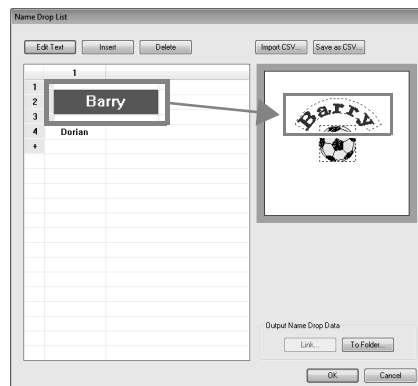 Name Drop List
Edit Text Insert Delete Import CSV... Save as CSV...
1
1
2 Barry
3
4 Dorian
+
Barry
Output Name Drop Data
Link... To Folder...
OK Cancel